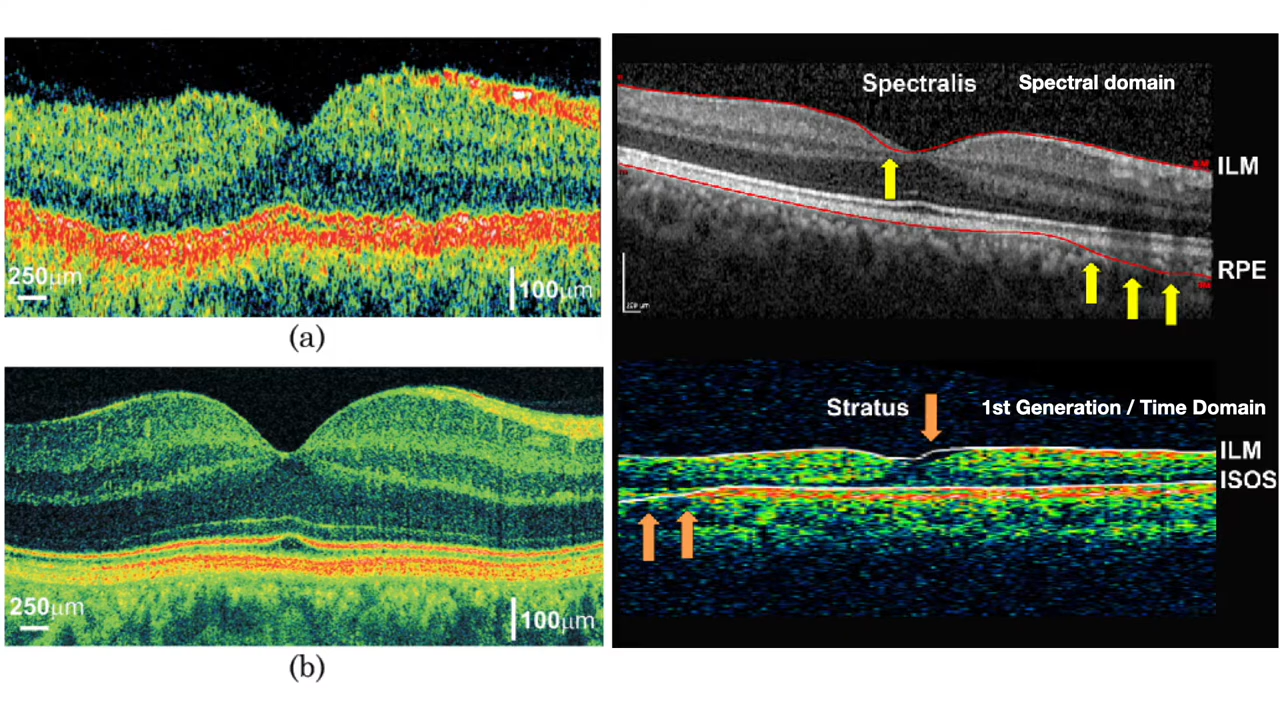 250μm
100μm
(a)
250μm
100μm
(b)
Spectralis
Spectral domain
ILM
RPE
Stratus
1st Generation / Time Domain
ILM
ISOS